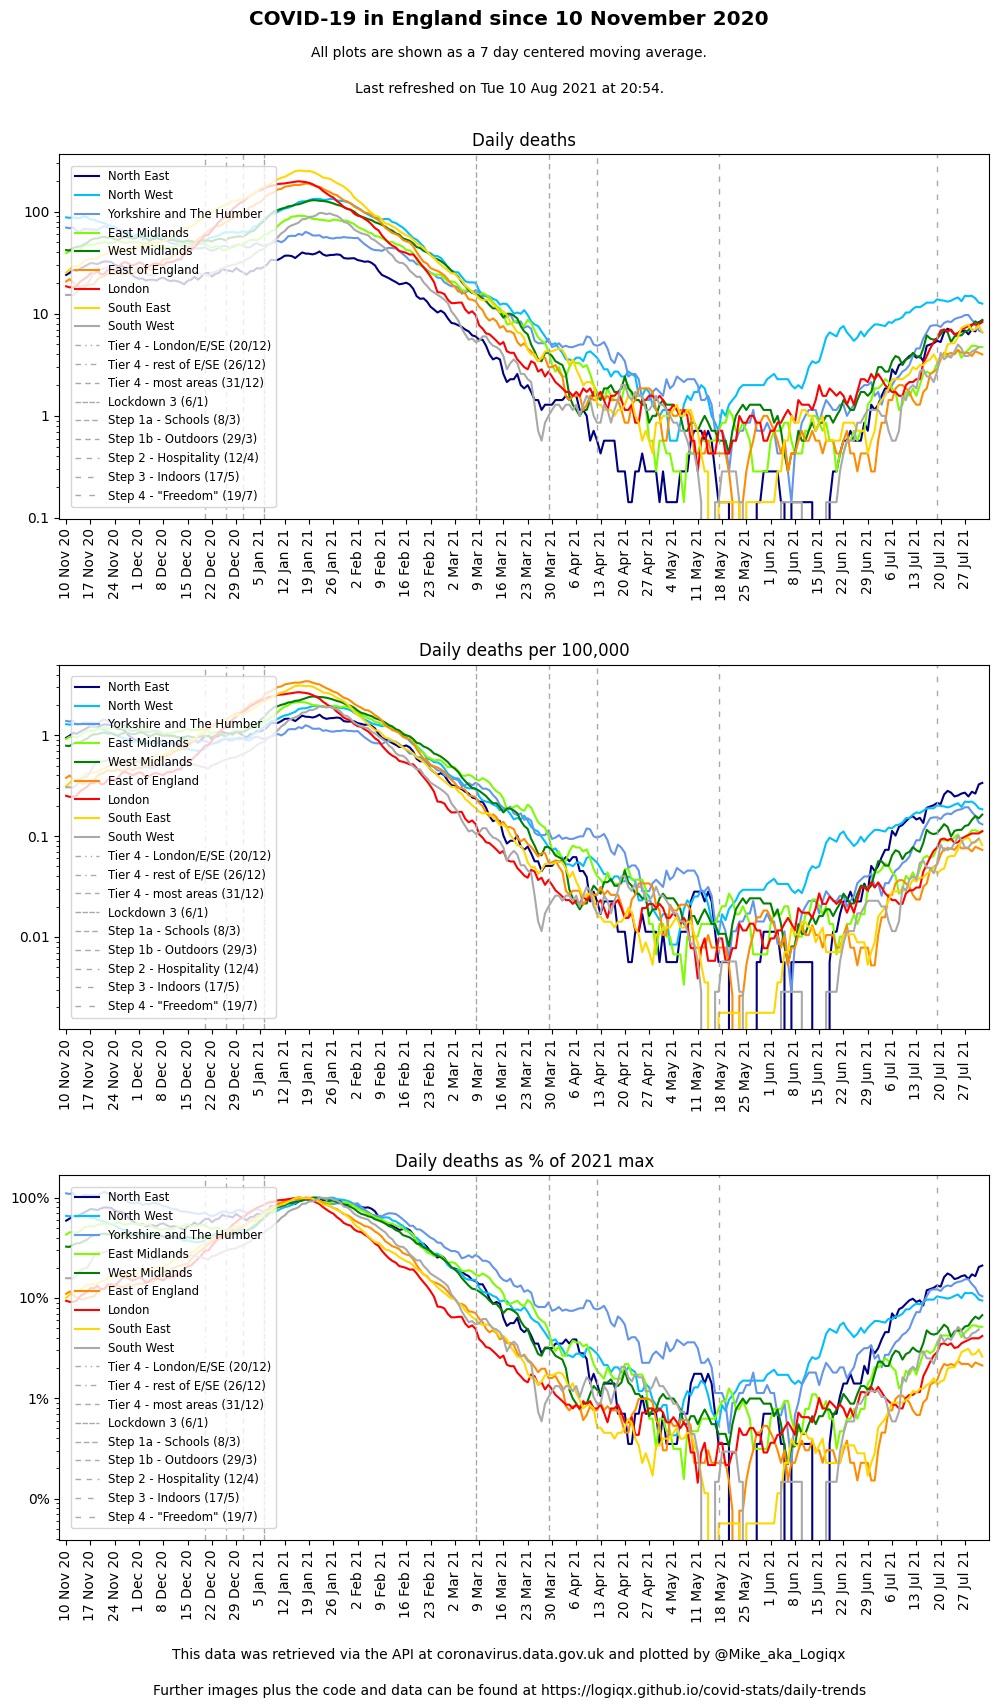 COVID-19 in England since 10 November 2020
All plots are shown as a 7 day centered moving average.
Last refreshed on Tue 10 Aug 2021 at 20:54.
Daily deaths
North East
North West
Yorkshire and The Humber
East Midlands
West Midlands
East of England
London
South East
South West
Tier 4 - London/E/SE (20/12)
Tier 4 - rest of E/SE (26/12)
Tier 4 - most areas (31/12)
Lockdown 3 (6/1)
Step 1a - Schools (8/3)
Step 1b - Outdoors (29/3)
Step 2 - Hospitality (12/4)
Step 3 - Indoors (17/5)
Step 4 - "Freedom" (19/7)
100
10
1
0.1
10 Nov 20
17 Nov 20
24 Nov 20
1 Dec 20
8 Dec 20
15 Dec 20
22 Dec 20
29 Dec 20
5 Jan 21
12 Jan 21
19 Jan 21
26 Jan 21
2 Feb 21
9 Feb 21
16 Feb 21
23 Feb 21
2 Mar 21
9 Mar 21
16 Mar 21
23 Mar 21
30 Mar 21
6 Apr 21
13 Apr 21
20 Apr 21
27 Apr 21
4 May 21
11 May 21
18 May 21
25 May 21
1 Jun 21
8 Jun 21
15 Jun 21
22 Jun 21
29 Jun 21
6 Jul 21
13 Jul 21
20 Jul 21
27 Jul 21
Daily deaths per 100,000
North East
North West
Yorkshire and The Humber
East Midlands
West Midlands
East of England
London
South East
South West
Tier 4 - London/E/SE (20/12)
Tier 4 - rest of E/SE (26/12)
Tier 4 - most areas (31/12)
Lockdown 3 (6/1)
Step 1a - Schools (8/3)
Step 1b - Outdoors (29/3)
Step 2 - Hospitality (12/4)
Step 3 - Indoors (17/5)
Step 4 - "Freedom" (19/7)
1
0.1
0.01
10 Nov 20
17 Nov 20
24 Nov 20
1 Dec 20
8 Dec 20
15 Dec 20
22 Dec 20
29 Dec 20
5 Jan 21
12 Jan 21
19 Jan 21
26 Jan 21
2 Feb 21
9 Feb 21
16 Feb 21
23 Feb 21
2 Mar 21
9 Mar 21
16 Mar 21
23 Mar 21
30 Mar 21
6 Apr 21
13 Apr 21
20 Apr 21
27 Apr 21
4 May 21
11 May 21
18 May 21
25 May 21
1 Jun 21
8 Jun 21
15 Jun 21
22 Jun 21
29 Jun 21
6 Jul 21
13 Jul 21
20 Jul 21
27 Jul 21
Daily deaths as % of 2021 max
North East
North West
Yorkshire and The Humber
East Midlands
West Midlands
East of England
London
South East
South West
Tier 4 - London/E/SE (20/12)
Tier 4 - rest of E/SE (26/12)
Tier 4 - most areas (31/12)
Lockdown 3 (6/1)
Step 1a - Schools (8/3)
Step 1b - Outdoors (29/3)
Step 2 - Hospitality (12/4)
Step 3 - Indoors (17/5)
Step 4 - "Freedom" (19/7)
100%
10%
1%
0%
10 Nov 20
17 Nov 20
24 Nov 20
1 Dec 20
8 Dec 20
15 Dec 20
22 Dec 20
29 Dec 20
5 Jan 21
12 Jan 21
19 Jan 21
26 Jan 21
2 Feb 21
9 Feb 21
16 Feb 21
23 Feb 21
2 Mar 21
9 Mar 21
16 Mar 21
23 Mar 21
30 Mar 21
6 Apr 21
13 Apr 21
20 Apr 21
27 Apr 21
4 May 21
11 May 21
18 May 21
25 May 21
1 Jun 21
8 Jun 21
15 Jun 21
22 Jun 21
29 Jun 21
6 Jul 21
13 Jul 21
20 Jul 21
27 Jul 21
This data was retrieved via the API at coronavirus.data.gov.uk and plotted by @Mike_aka_Logiqx
Further images plus the code and data can be found at https://logiqx.github.io/covid-stats/daily-trends